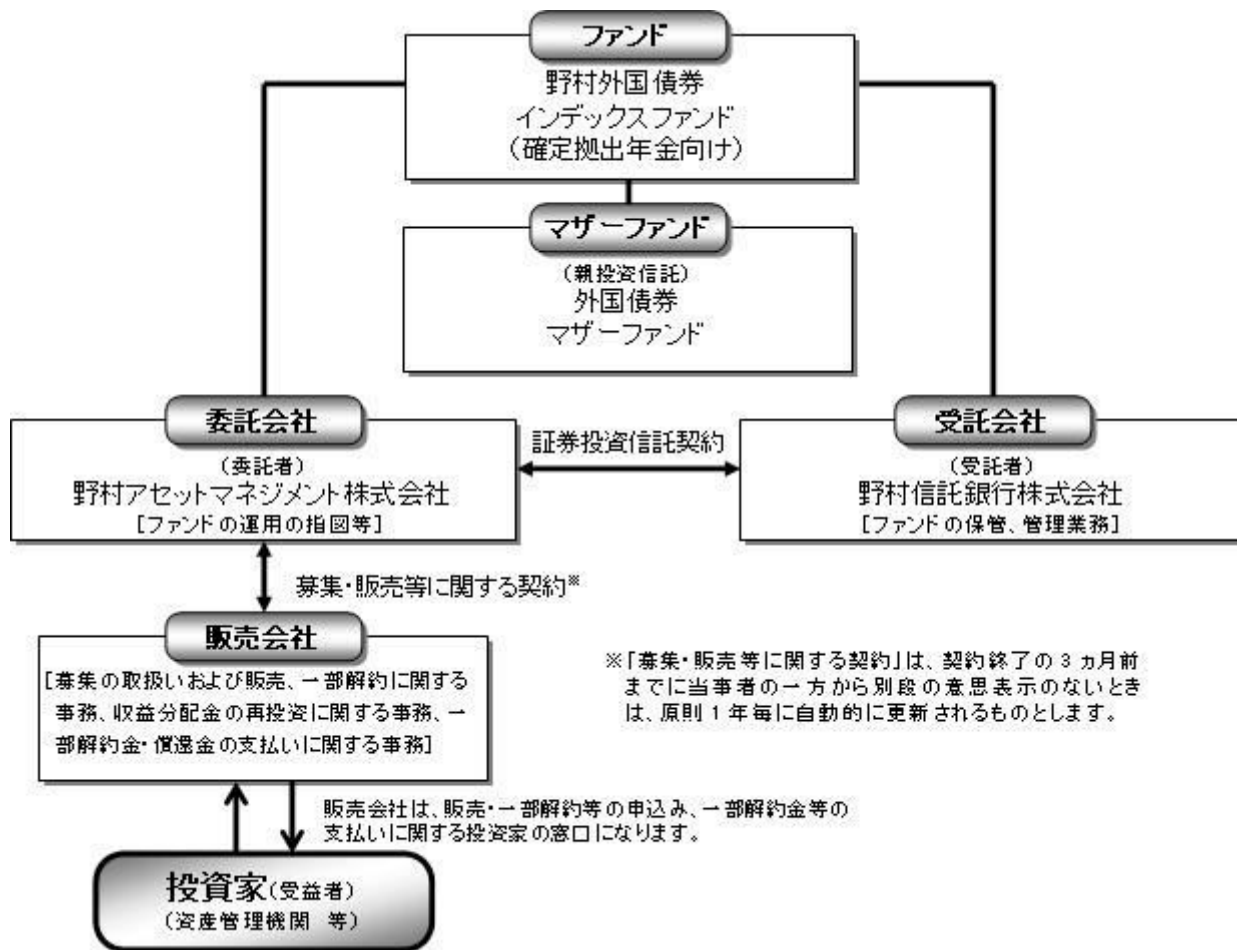 ファンド
野村外国債券
インデックスファンド
(確定拠出年金向け)
マザーファンド
(親投資信託)
外国債券
マザーファンド
委託会社
(委託者)
野村アセットマネジメント株式会社
[ファンドの運用の指図等]
証券投資信託契約
受託会社
(受託者)
野村信託銀行株式会社
[ファンドの保管、管理業務]
募集・販売等に関する契約※
販売会社
[募集の取扱いおよび販売、一部解約に関する
事務、収益分配金の再投資に関する事務、一
部解約金・償還金の支払いに関する事務]
※「募集・販売等に関する契約」は、契約終了の3ヵ月前
までに当事者の一方から別段の意思表示のないとき
は、原則1年毎に自動的に更新されるものとします。
販売会社は、販売・一部解約等の申込み、一部解約金等の
支払いに関する投資家の窓口になります。
投資家(受益者)
(資産管理機関 等)